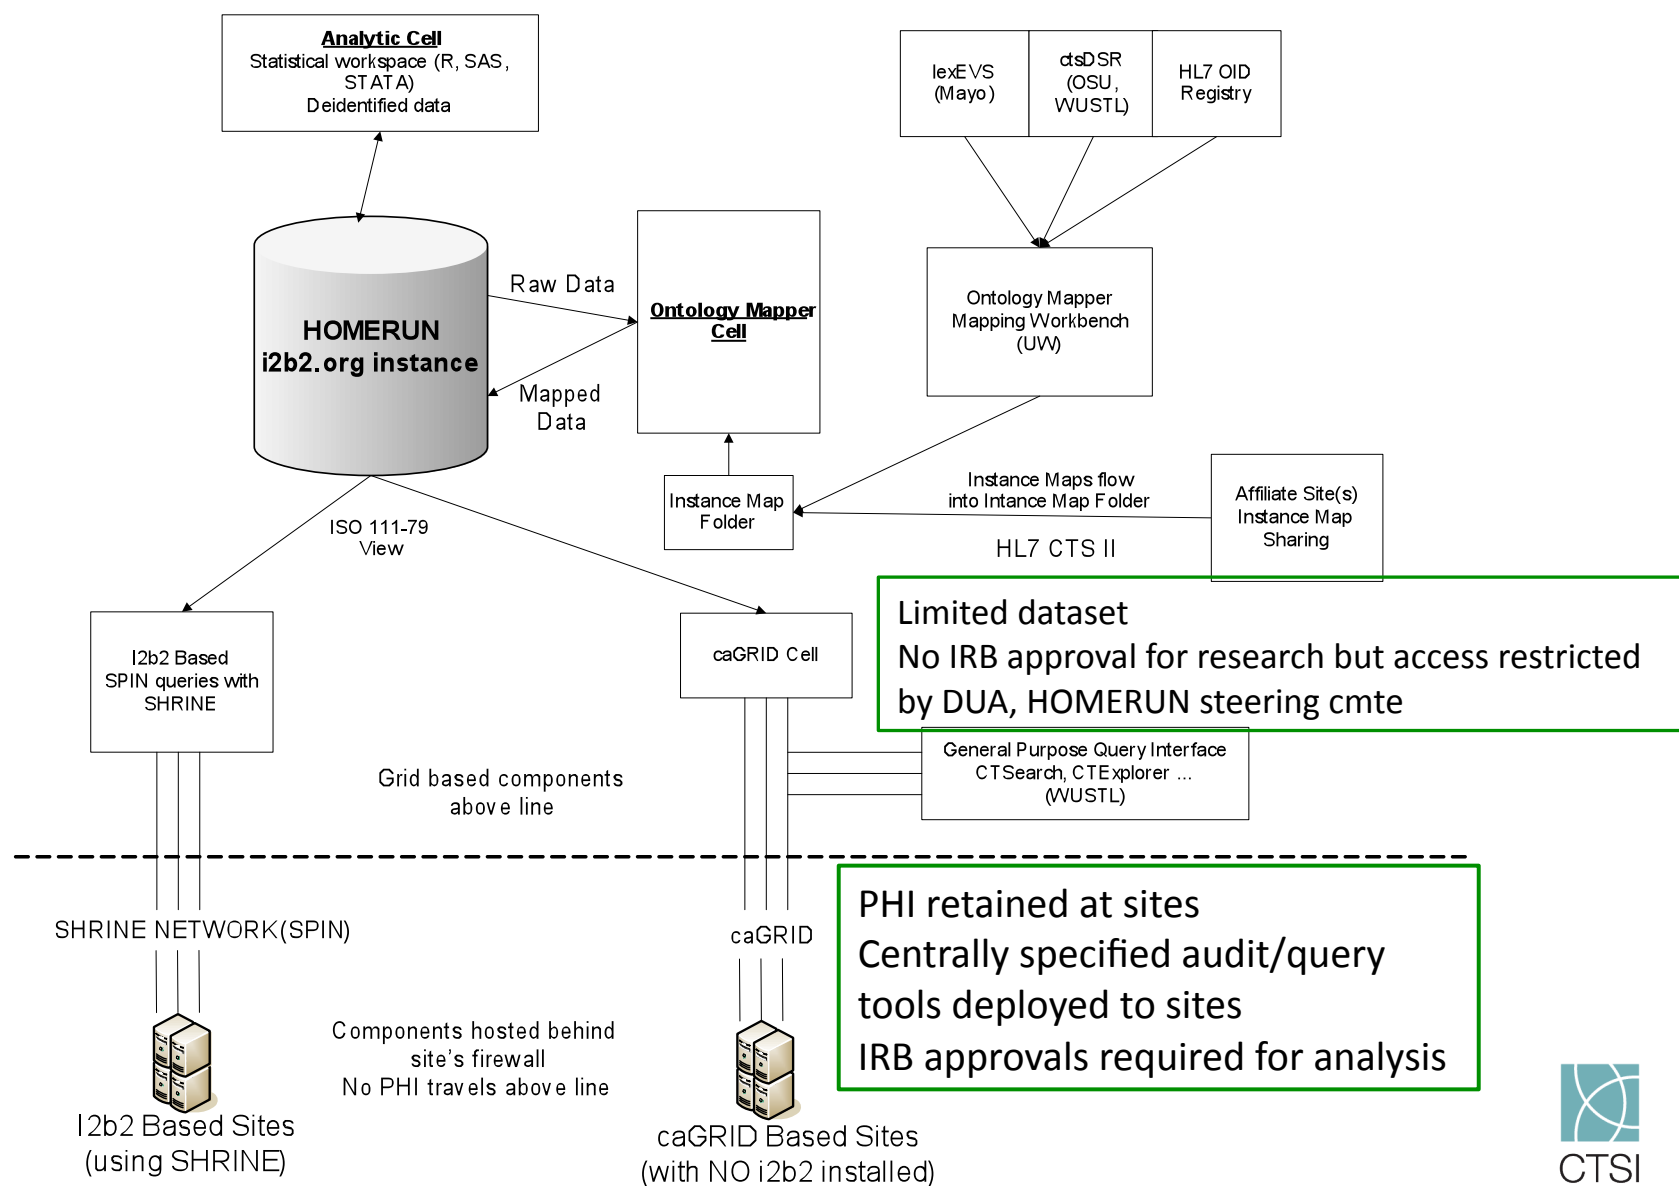 Analytic Cell
Statistical workspace (R, SAS,
STATA)
Deidentified data
lexEVS
(Mayo)
ctsDSR
(OSU,
WUSTL)
HL7 OID
Registry
HOMERUN
i2b2.org instance
Raw Data
Mapped
Data
Ontology Mapper
Cell
Ontology Mapper
Mapping Workbench
(UW)
Instance Map
Folder
Instance Maps flow
into Intance Map Folder
HL7 CTS II
Affiliate Site(s)
Instance Map
Sharing
ISO 111-79
View
I2b2 Based
SPIN queries with
SHRINE
caGRID Cell
Limited dataset
No IRB approval for research but access restricted
by DUA, HOMERUN steering cmte
General Purpose Query Interface
CTSearch, CTExplorer ...
(WUSTL)
Grid based components
above line
SHRINE NETWORK(SPIN)
caGRID
PHI retained at sites
Centrally specified audit/query
tools deployed to sites
IRB approvals required for analysis
Components hosted behind
site's firewall
No PHI travels above line
I2b2 Based Sites
(using SHRINE)
caGRID Based Sites
(with NO i2b2 installed)
CTSI